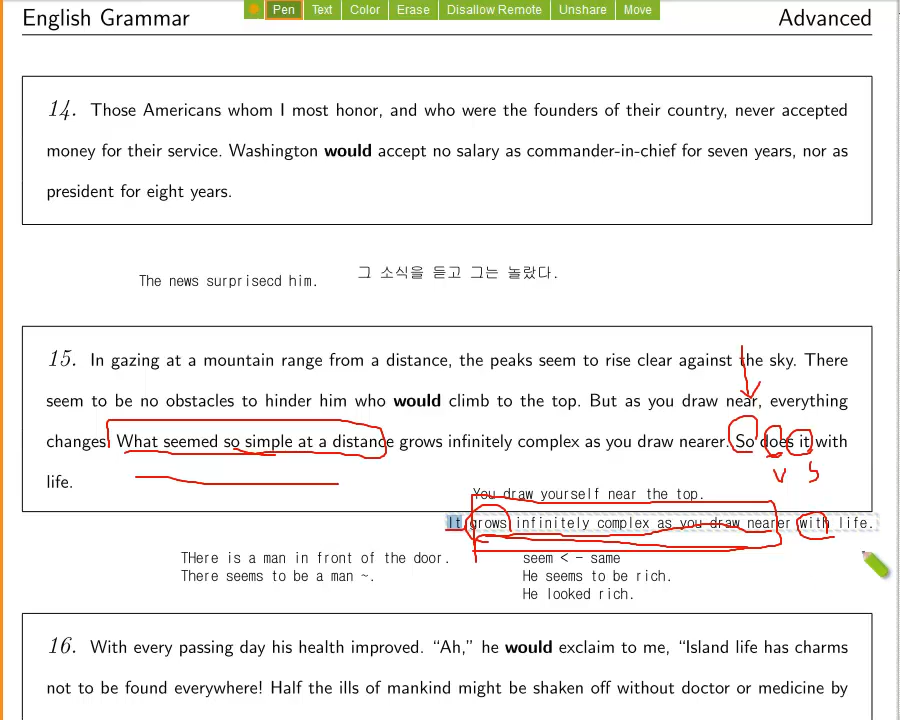 English Grammar
Pen Text Color Erase Disallow Remote Unshare Move
Advanced
14. Those Americans whom I most honor, and who were the founders of their country, never accepted
money for their service. Washington would accept no salary as commander-in-chief for seven years, nor as
president for eight years.
The news surprisecd him.
그 소식을 듣고 그는 놀랐다.
15. In gazing at a mountain range from a distance, the peaks seem to rise clear against the sky. There
seem to be no obstacles to hinder him who would climb to the top. But as you draw near, everything
changes. What seemed so simple at a distance grows infinitely complex as you draw nearer. So does it with
V S
life.
You draw yourself near the top.
It grows infinitely complex as you draw nearer with life.
THere is a man in front of the door.
There seems to be a man ~.
seem < - same
He seems to be rich.
He looked rich.
16. With every passing day his health improved. “Ah,” he would exclaim to me, “Island life has charms
not to be found everywhere! Half the ills of mankind might be shaken off without doctor or medicine by